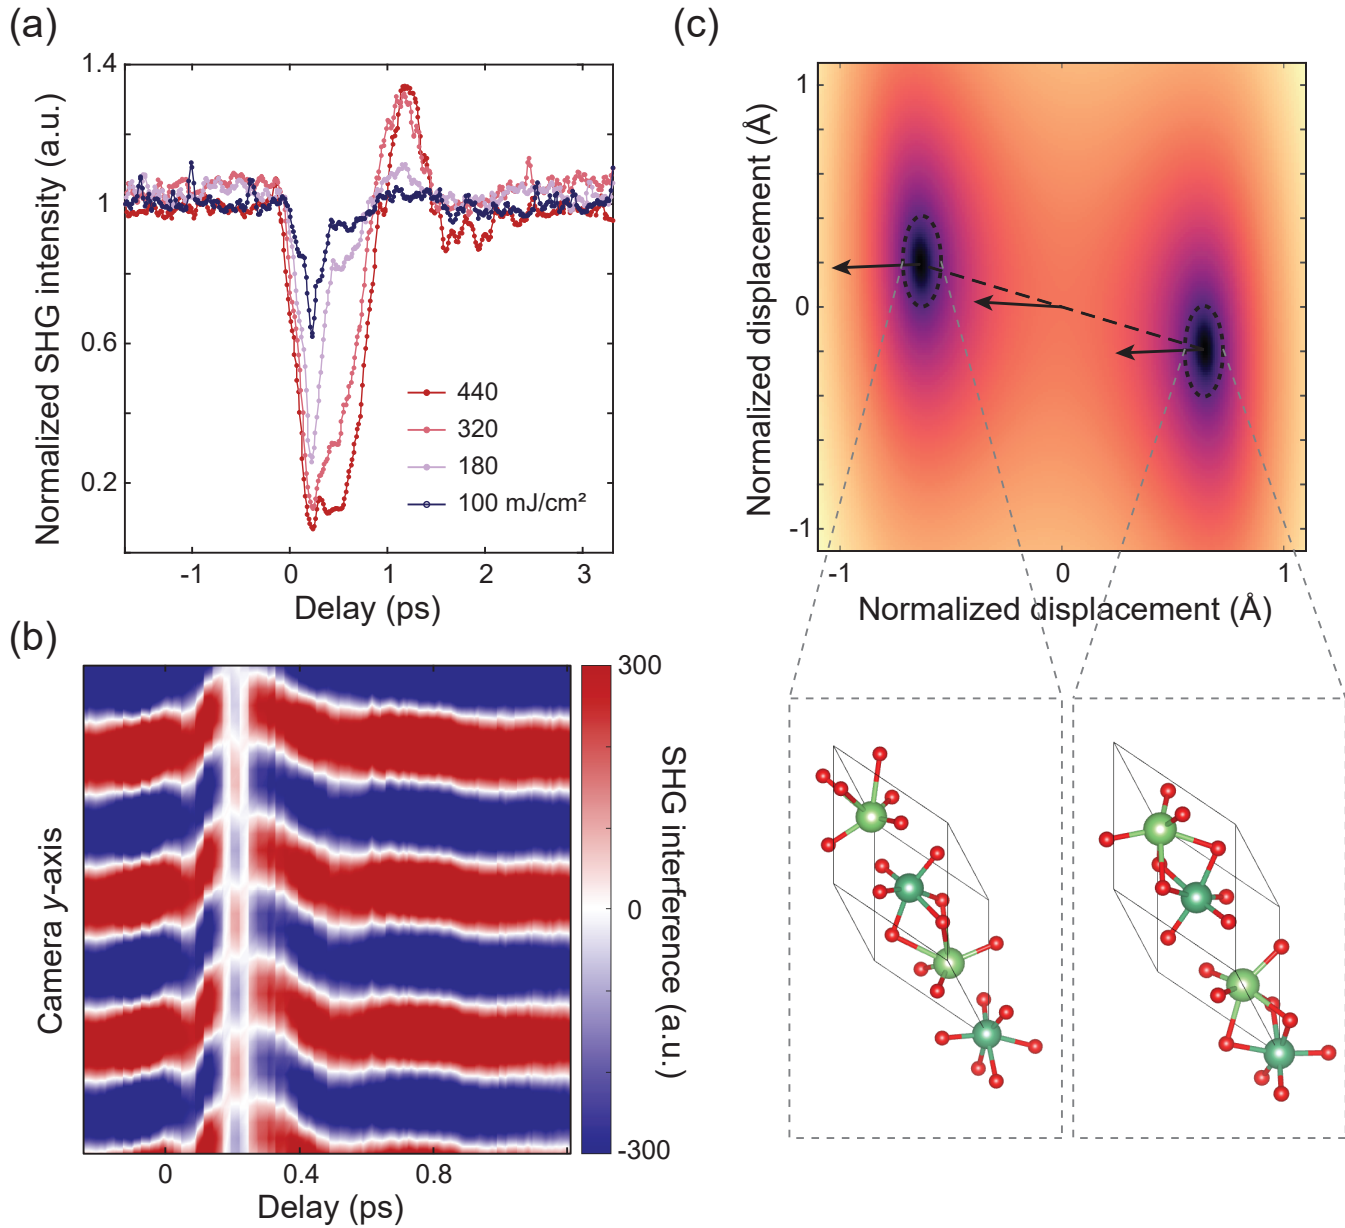 (a)
Normalized SHG intensity (a.u.)
1.4
1
0.6
0.2
440
320
180
100 mJ/cm²
-1
0
1
2
3
Delay (ps)
(b)
Camera y-axis
0
0.4
0.8
Delay (ps)
300
0
-300
SHG interference (a.u.)
(c)
Normalized displacement (Å)
1
0
-1
-1
0
1
Normalized displacement (Å)